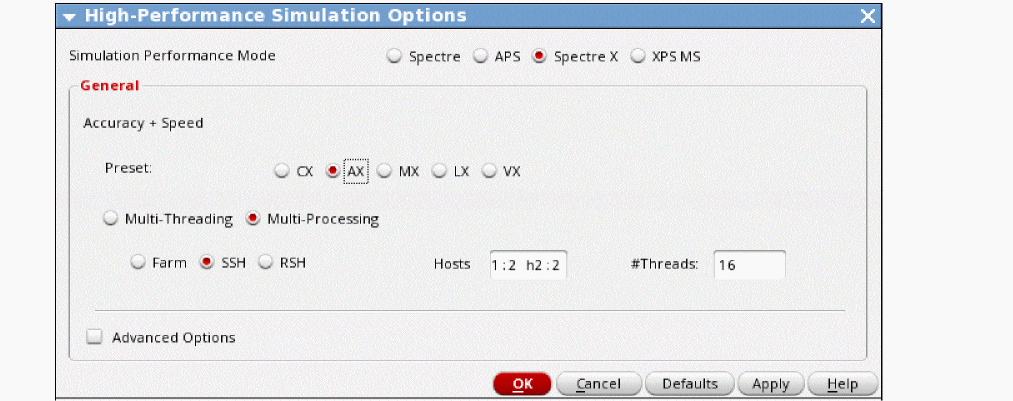 High-Performance Simulation Options
Simulation Performance Mode Spectre APS Spectre X XPS MS
General
Accuracy + Speed
Preset: CX AX MX LX VX
Multi-Threading Multi-Processing
Farm SSH RSH Hosts 1:2 h2:2 #Threads: 16
Advanced Options
OK Cancel Defaults Apply Help